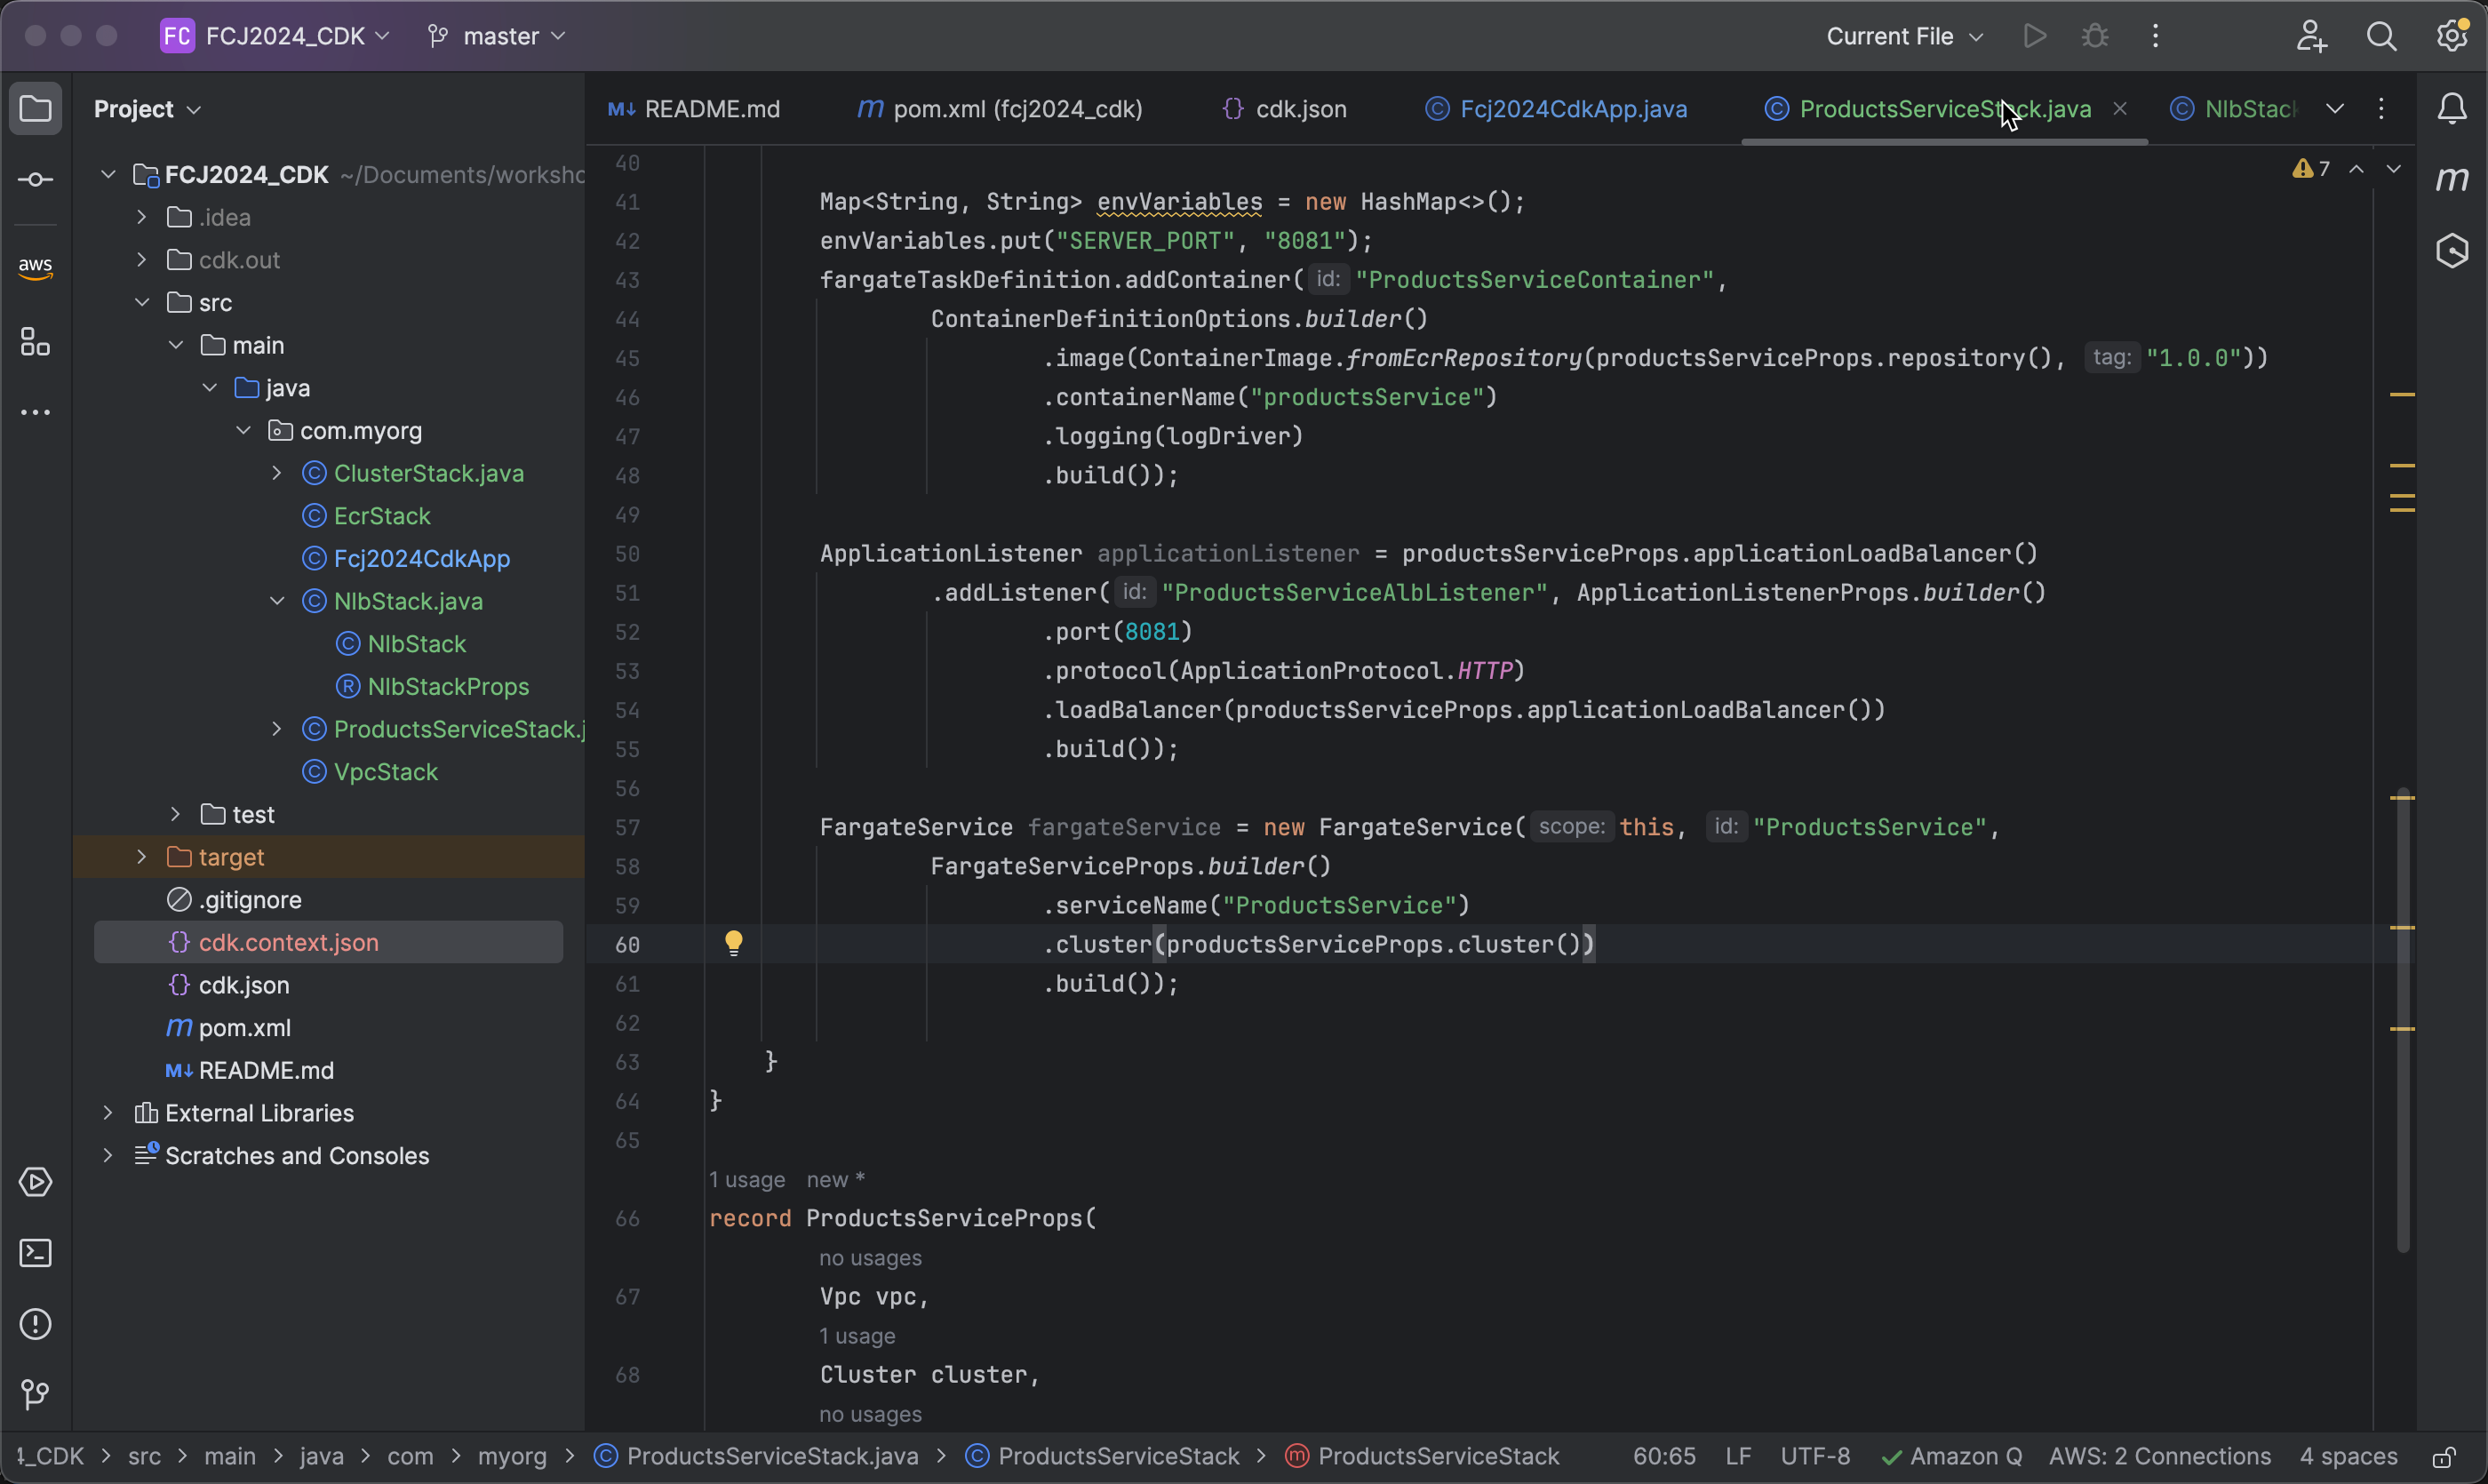 FC FCJ2024_CDK master Current File
Project
README.md pom.xml (fcj2024_cdk) cdk.json Fcj2024CdkApp.java ProductsServiceStack.java NlbStack
aws
FCJ2024_CDK ~/Documents/worksho
.idea
cdk.out
src
main
java
com.myorg
ClusterStack.java
EcrStack
Fcj2024CdkApp
NlbStack.java
NlbStack
NlbStackProps
ProductsServiceStack.j
VpcStack
test
target
.gitignore
cdk.context.json
cdk.json
pom.xml
README.md
External Libraries
Scratches and Consoles
7
40
41 Map<String, String> envVariables = new HashMap<>();
42 envVariables.put("SERVER_PORT", "8081");
43 fargateTaskDefinition.addContainer( id: "ProductsServiceContainer",
44 ContainerDefinitionOptions.builder()
45 .image(ContainerImage.fromEcrRepository(productsServiceProps.repository(), tag: "1.0.0"))
46 .containerName("productsService")
47 .logging(logDriver)
48 .build());
49
50 ApplicationListener applicationListener = productsServiceProps.applicationLoadBalancer()
51 .addListener( id: "ProductsServiceAlbListener", ApplicationListenerProps.builder()
52 .port(8081)
53 .protocol(ApplicationProtocol.HTTP)
54 .loadBalancer(productsServiceProps.applicationLoadBalancer())
55 .build());
56
57 FargateService fargateService = new FargateService( scope: this, id: "ProductsService",
58 FargateServiceProps.builder()
59 .serviceName("ProductsService")
60 .cluster(productsServiceProps.cluster())
61 .build());
62
63 }
64 }
65
1 usage new *
66 record ProductsServiceProps(
no usages
67 Vpc vpc,
1 usage
68 Cluster cluster,
no usages
_CDK > src > main > java > com > myorg > ProductsServiceStack.java > ProductsServiceStack > ProductsServiceStack 60:65 LF UTF-8 Amazon Q AWS: 2 Connections 4 spaces